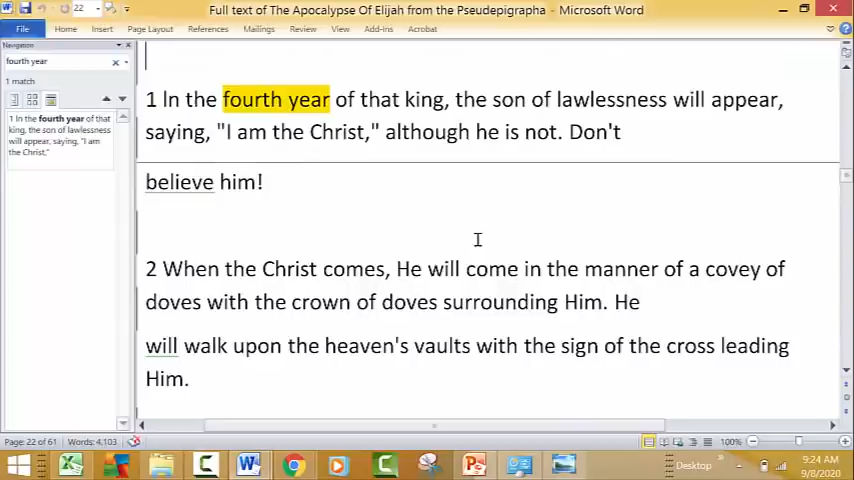 Full text of The Apocalypse Of Elijah from the Pseudepigrapha - Microsoft Word
22
File Home Insert Page Layout References Mailings Review View Add-ins Acrobat
Navigation
fourth year
1 match
1 In the fourth year of that
king, the son of lawlessness
will appear, saying, "I am
the Christ,"
1 In the fourth year of that king, the son of lawlessness will appear,
saying, "I am the Christ," although he is not. Don't
believe him!
2 When the Christ comes, He will come in the manner of a covey of
doves with the crown of doves surrounding Him. He
will walk upon the heaven's vaults with the sign of the cross leading
Him.
Page: 22 of 61 Words: 4,103 100%
Desktop
9:24 AM
9/8/2020